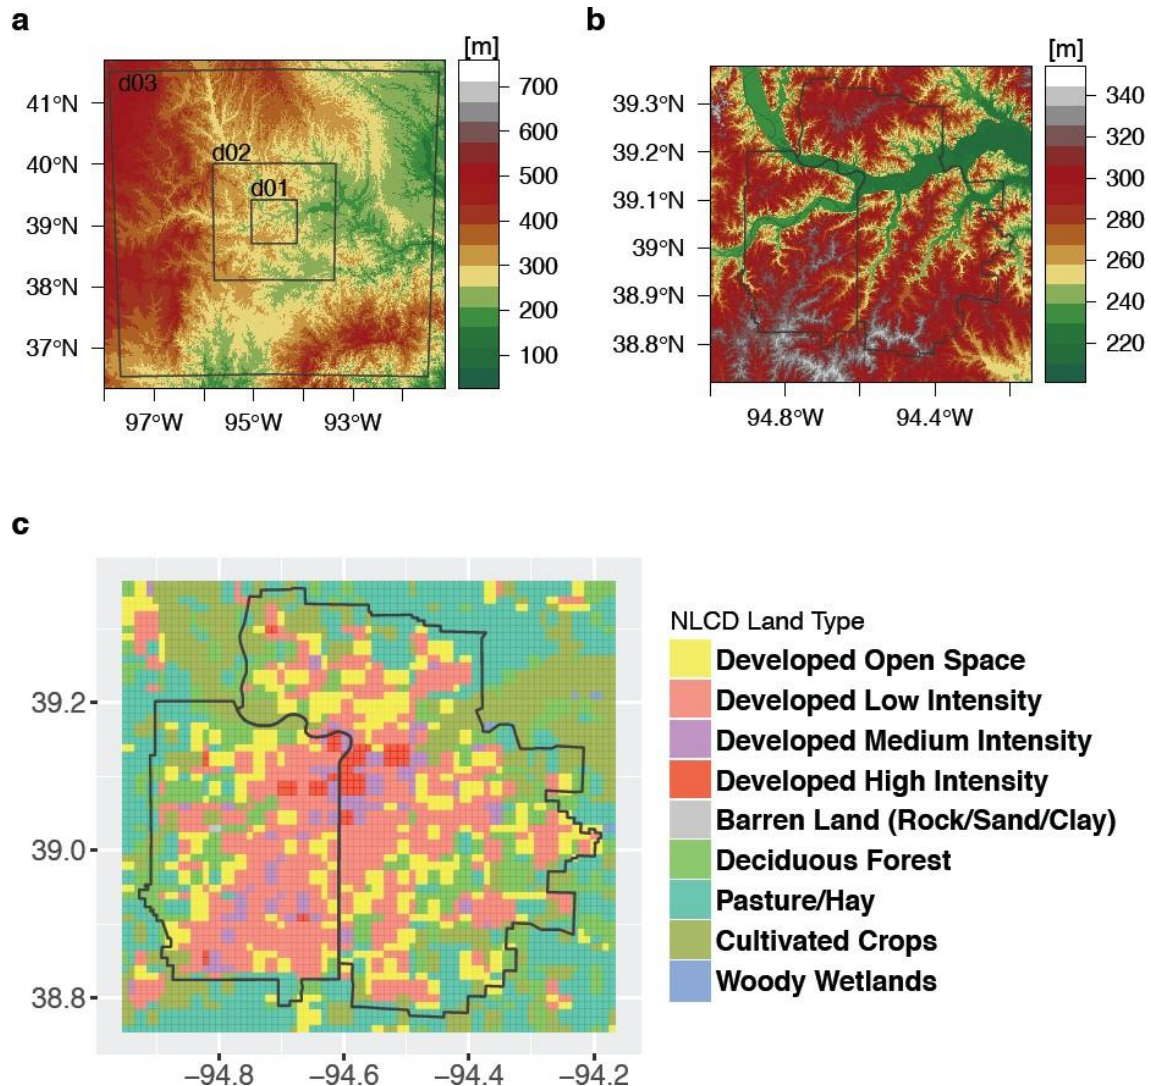 a
[m]
d03
d02
d01
41°N
40°N
39°N
38°N
37°N
97°W 95°W 93°W
700
600
500
400
300
200
100
b
[m]
39.3°N
39.2°N
39.1°N
39°N
38.9°N
38.8°N
94.8°W 94.4°W
340
320
300
280
260
240
220
c
39.2
39.0
38.8
−94.8 −94.6 −94.4 −94.2
NLCD Land Type
Developed Open Space
Developed Low Intensity
Developed Medium Intensity
Developed High Intensity
Barren Land (Rock/Sand/Clay)
Deciduous Forest
Pasture/Hay
Cultivated Crops
Woody Wetlands